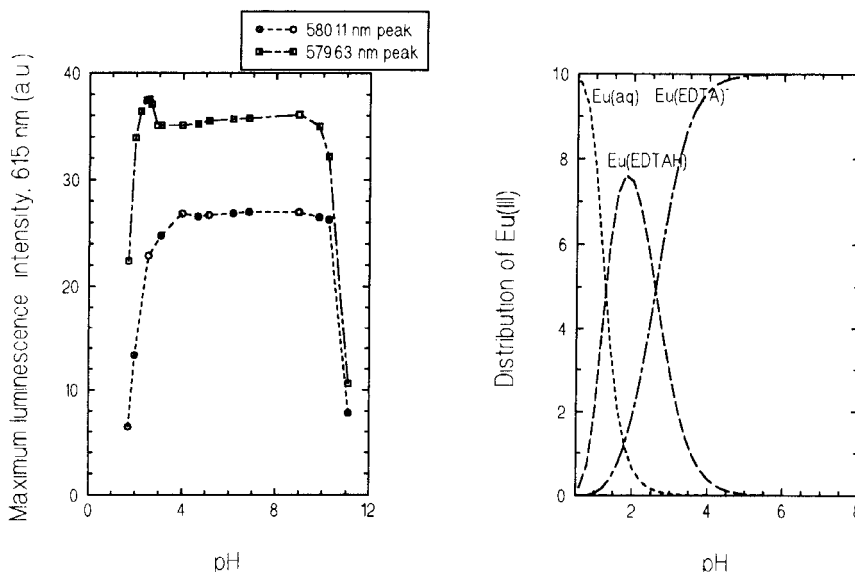 580 11 nm peak
579 63 nm peak
Maximum luminescence intensity, 615 nm (a u )
40
30
20
10
0
0 4 8 12
pH
Distribution of Eu(III)
10
8
6
4
2
0
Eu(aq) Eu(EDTA)⁻
Eu(EDTAH)
2 4 6 8
pH